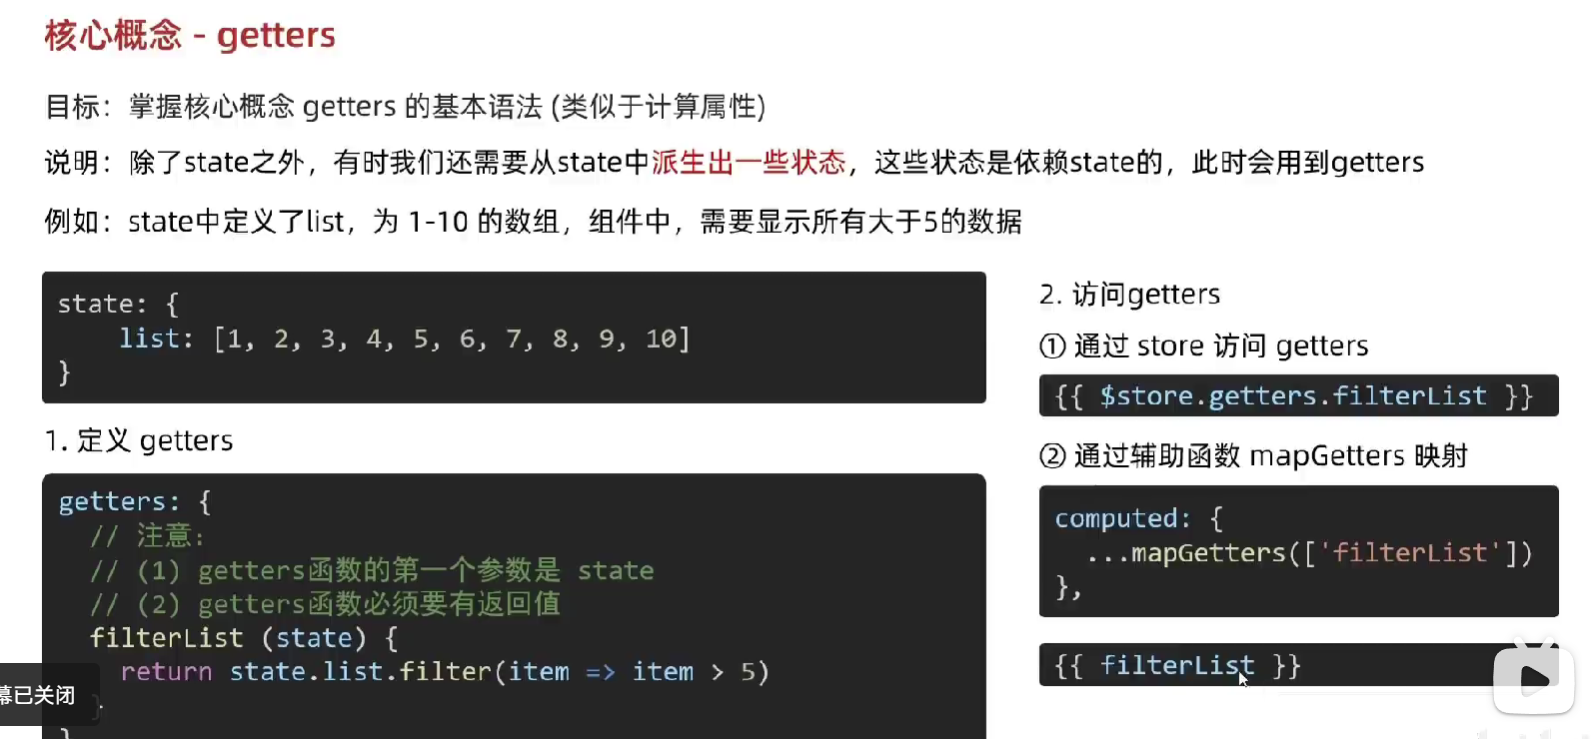 核心概念 - getters
目标：掌握核心概念 getters 的基本语法 (类似于计算属性)
说明：除了state之外，有时我们还需要从state中派生出一些状态，这些状态是依赖state的，此时会用到getters
例如：state中定义了list，为 1-10 的数组，组件中，需要显示所有大于5的数据
state: {
list: [1, 2, 3, 4, 5, 6, 7, 8, 9, 10]
}
1. 定义 getters
getters: {
// 注意：
// (1) getters函数的第一个参数是 state
// (2) getters函数必须要有返回值
filterList (state) {
return state.list.filter(item => item > 5)
}
幕已关闭
2. 访问getters
① 通过 store 访问 getters
{{ $store.getters.filterList }}
② 通过辅助函数 mapGetters 映射
computed: {
...mapGetters(['filterList'])
},
{{ filterList }}